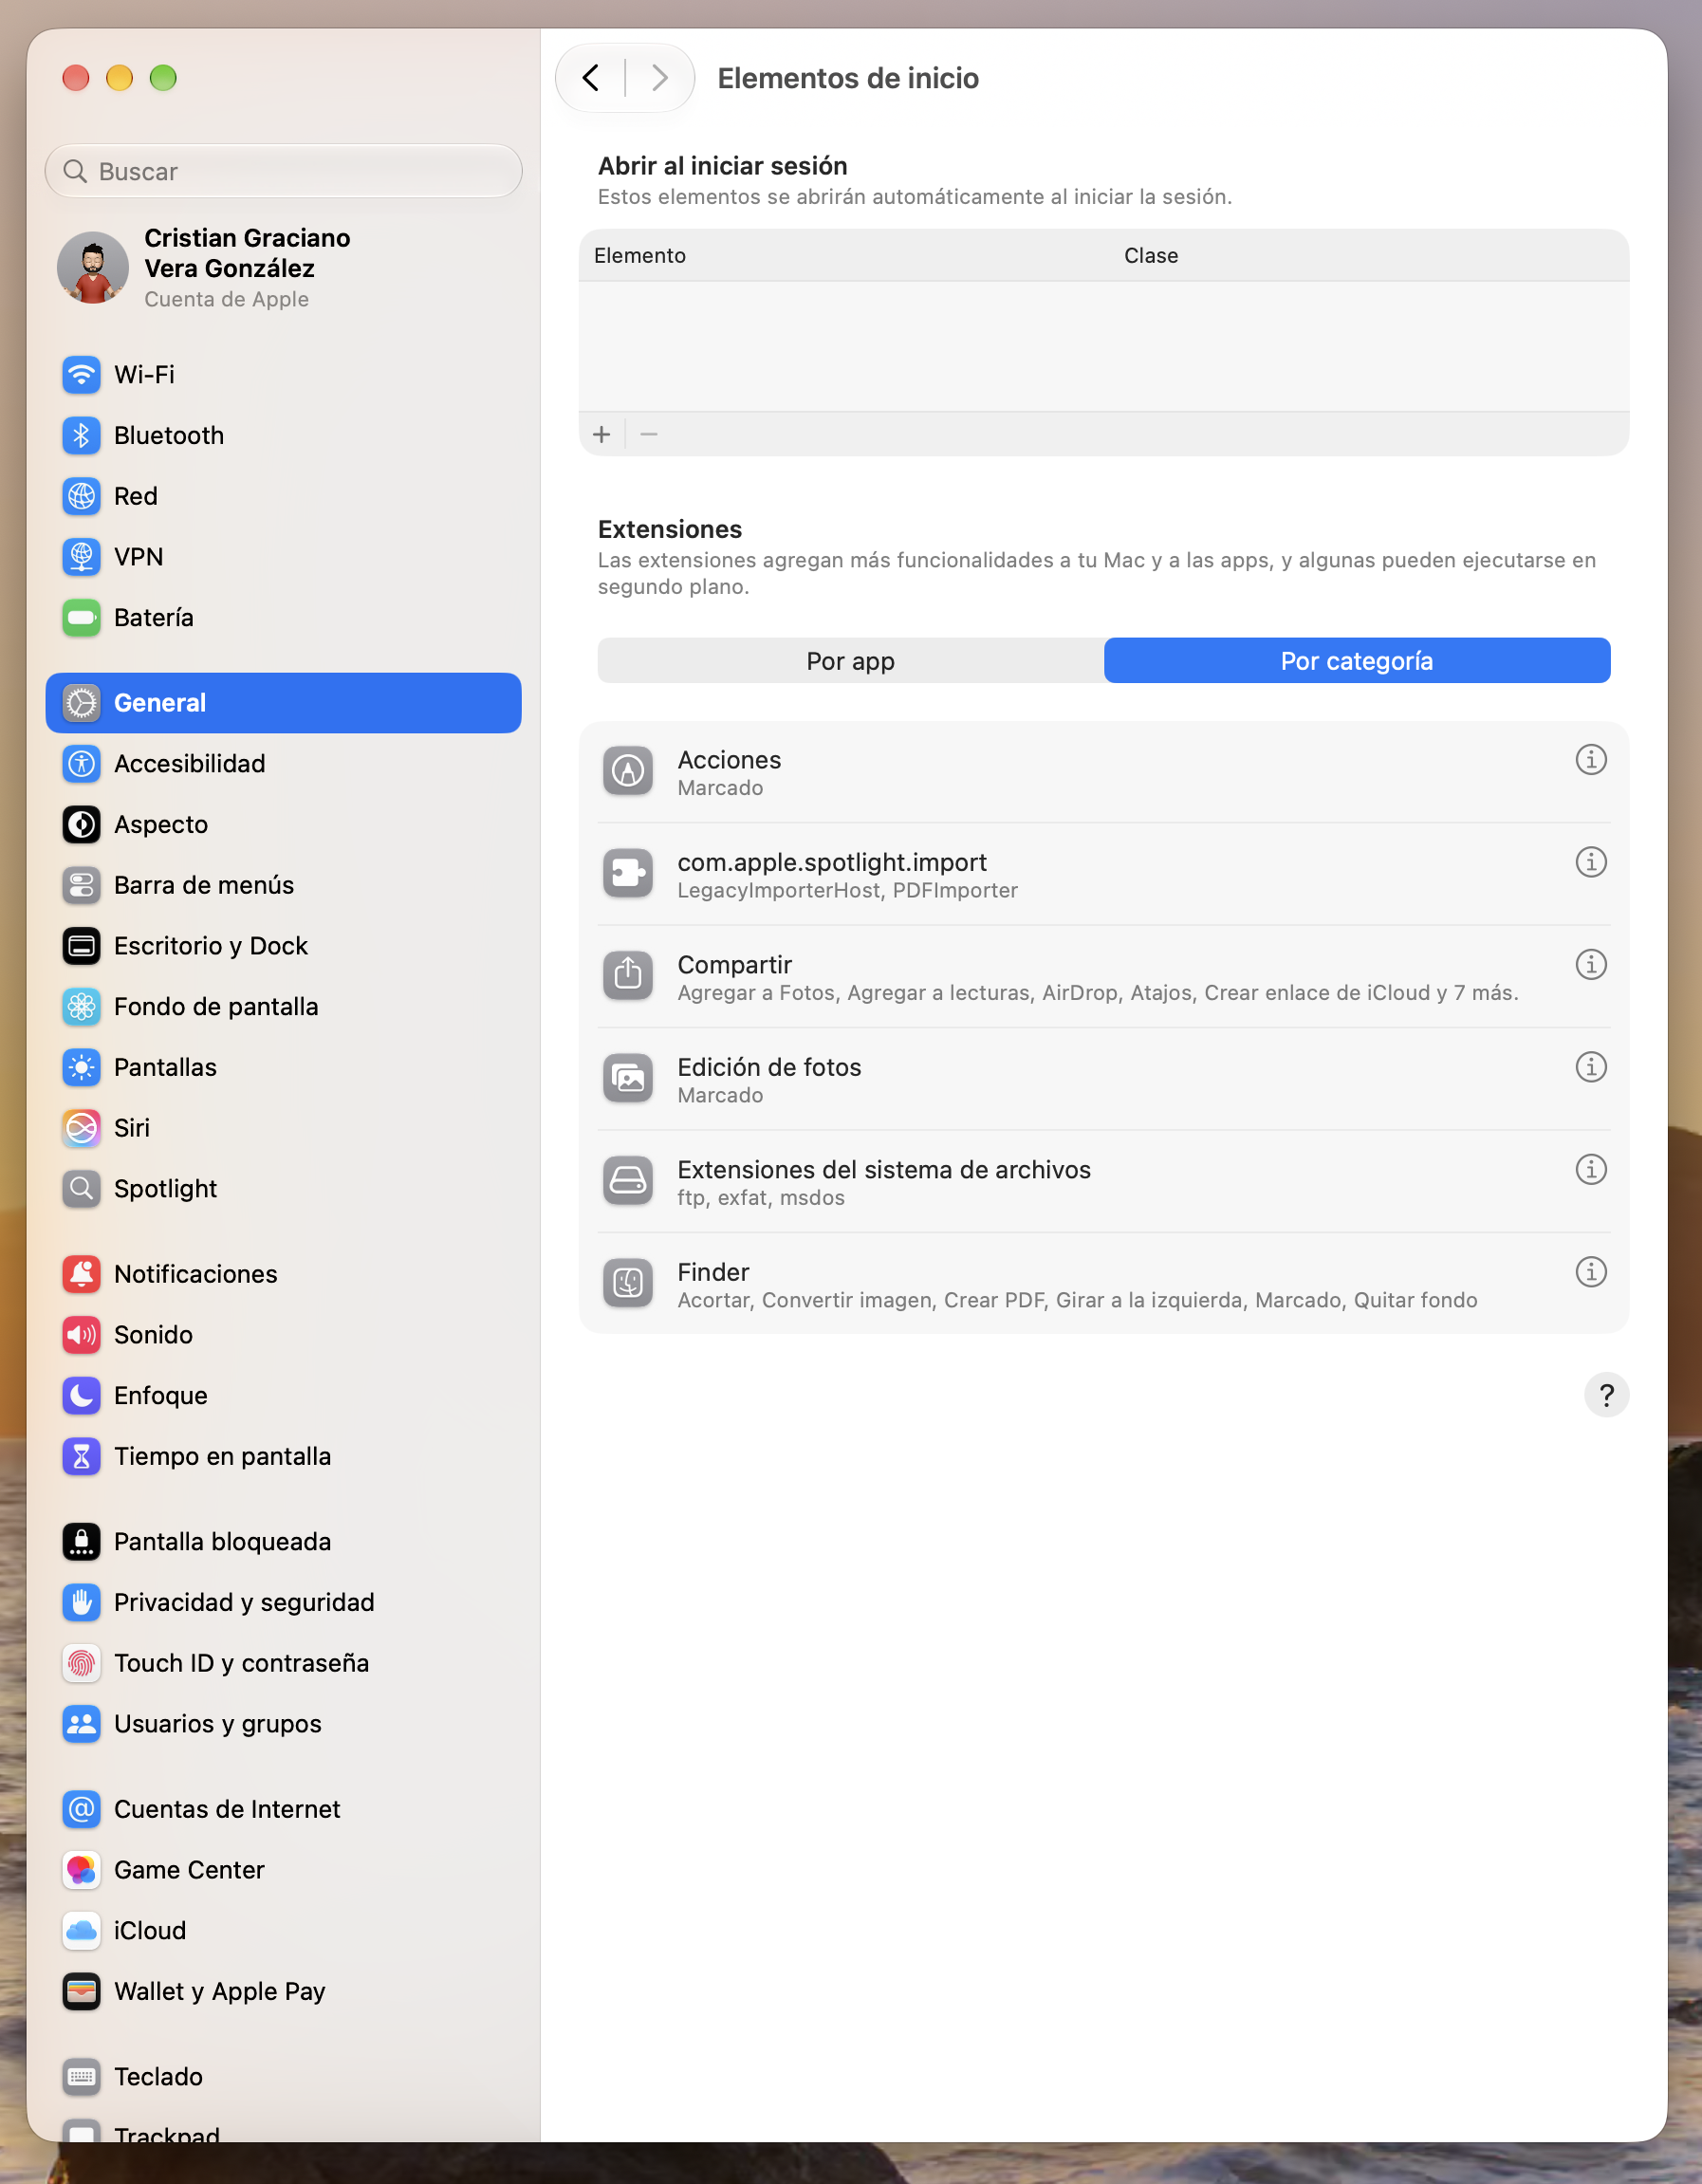 Buscar
Cristian Graciano
Vera González
Cuenta de Apple
Wi-Fi
Bluetooth
Red
VPN
Batería
General
Accesibilidad
Aspecto
Barra de menús
Escritorio y Dock
Fondo de pantalla
Pantallas
Siri
Spotlight
Notificaciones
Sonido
Enfoque
Tiempo en pantalla
Pantalla bloqueada
Privacidad y seguridad
Touch ID y contraseña
Usuarios y grupos
Cuentas de Internet
Game Center
iCloud
Wallet y Apple Pay
Teclado
Trackpad
Elementos de inicio
Abrir al iniciar sesión
Estos elementos se abrirán automáticamente al iniciar la sesión.
Elemento Clase
Extensiones
Las extensiones agregan más funcionalidades a tu Mac y a las apps, y algunas pueden ejecutarse en
segundo plano.
Por app Por categoría
Acciones
Marcado
com.apple.spotlight.import
LegacyImporterHost, PDFImporter
Compartir
Agregar a Fotos, Agregar a lecturas, AirDrop, Atajos, Crear enlace de iCloud y 7 más.
Edición de fotos
Marcado
Extensiones del sistema de archivos
ftp, exfat, msdos
Finder
Acortar, Convertir imagen, Crear PDF, Girar a la izquierda, Marcado, Quitar fondo
?